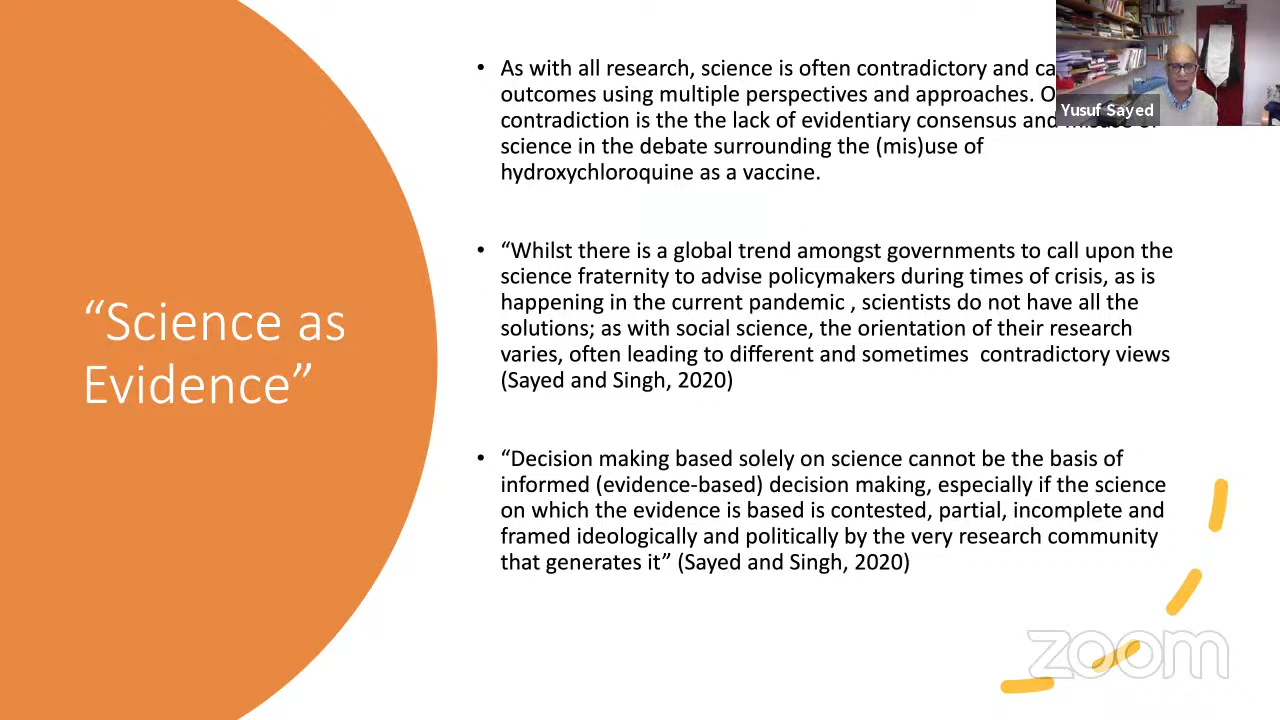 “Science as
Evidence”
• As with all research, science is often contradictory and
outcomes using multiple perspectives and approaches.
contradiction is the the lack of evidentiary consensus and
science in the debate surrounding the (mis)use of
hydroxychloroquine as a vaccine.
• “Whilst there is a global trend amongst governments to call upon the
science fraternity to advise policymakers during times of crisis, as is
happening in the current pandemic , scientists do not have all the
solutions; as with social science, the orientation of their research
varies, often leading to different and sometimes contradictory views
(Sayed and Singh, 2020)
• “Decision making based solely on science cannot be the basis of
informed (evidence-based) decision making, especially if the science
on which the evidence is based is contested, partial, incomplete and
framed ideologically and politically by the very research community
that generates it” (Sayed and Singh, 2020)
Yusuf Sayed
zoom